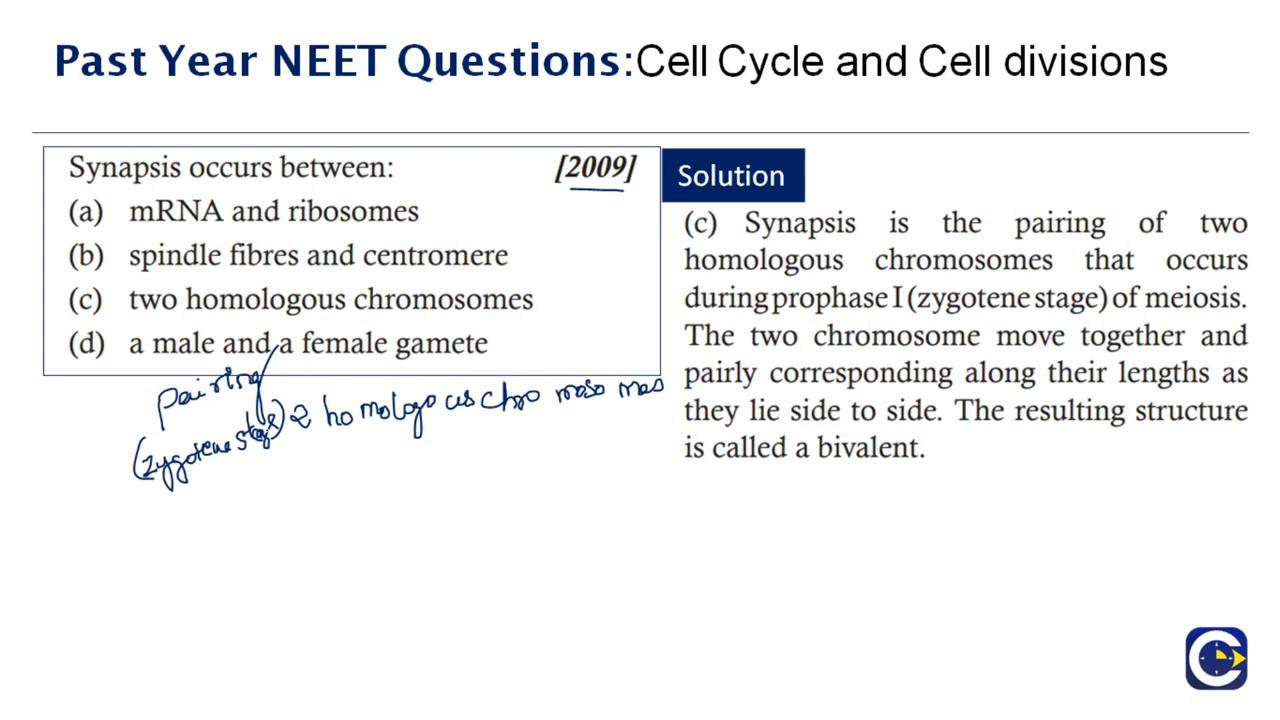 Past Year NEET Questions:Cell Cycle and Cell divisions
Synapsis occurs between: [2009]
(a) mRNA and ribosomes
(b) spindle fibres and centromere
(c) two homologous chromosomes
(d) a male and a female gamete
Pairing
(zygotene stage) 2 homologous chromosomes
Solution
(c) Synapsis is the pairing of two
homologous chromosomes that occurs
during prophase I (zygotene stage) of meiosis.
The two chromosome move together and
pairly corresponding along their lengths as
they lie side to side. The resulting structure
is called a bivalent.